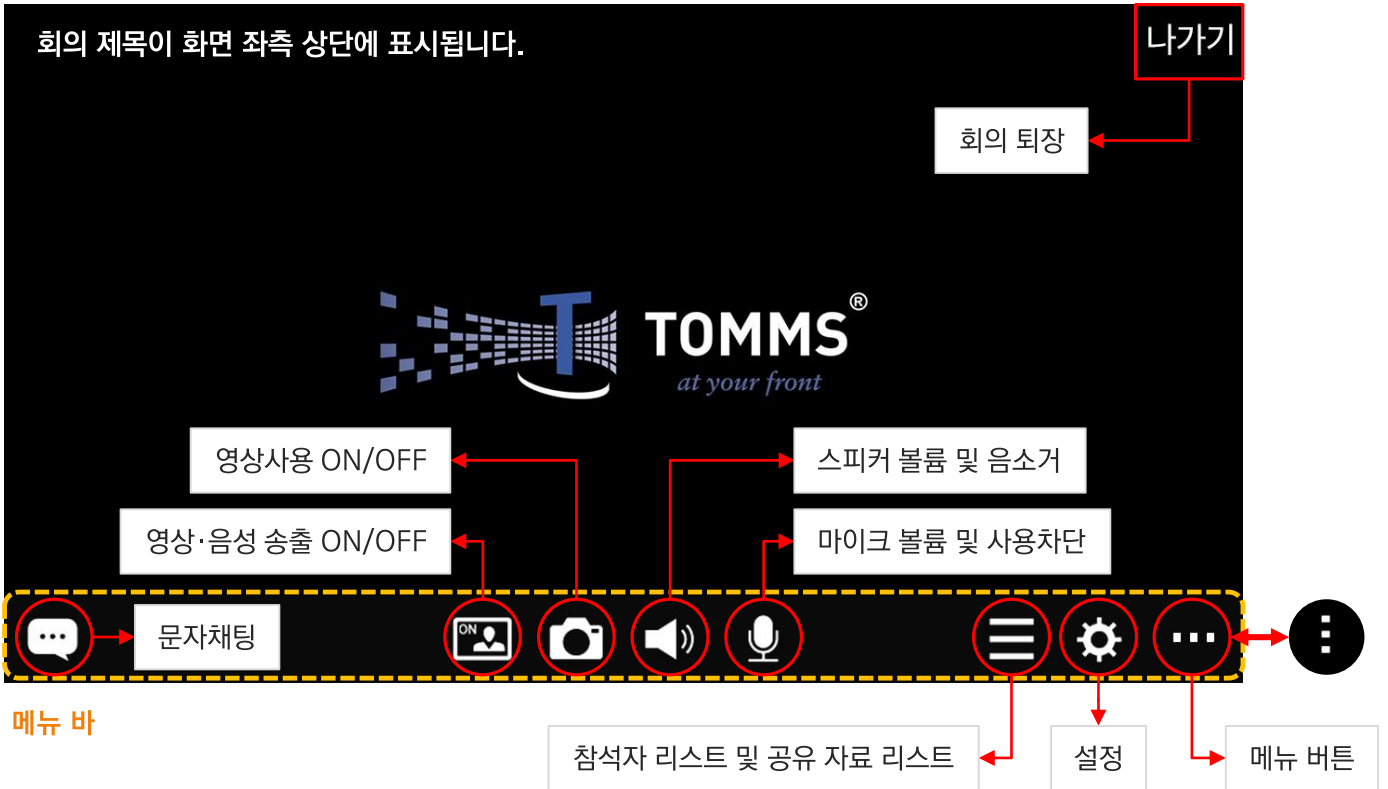 회의 제목이 화면 좌측 상단에 표시됩니다.
나가기
회의 퇴장
TOMMS®
at your front
영상사용 ON/OFF
스피커 볼륨 및 음소거
영상·음성 송출 ON/OFF
마이크 볼륨 및 사용차단
문자채팅
ON
메뉴 바
참석자 리스트 및 공유 자료 리스트
설정
메뉴 버튼